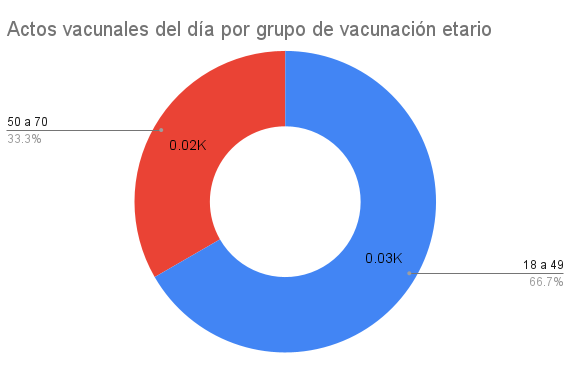 Actos vacunales del día por grupo de vacunación etario
50 a 70
33.3%
0.02K
0.03K
18 a 49
66.7%